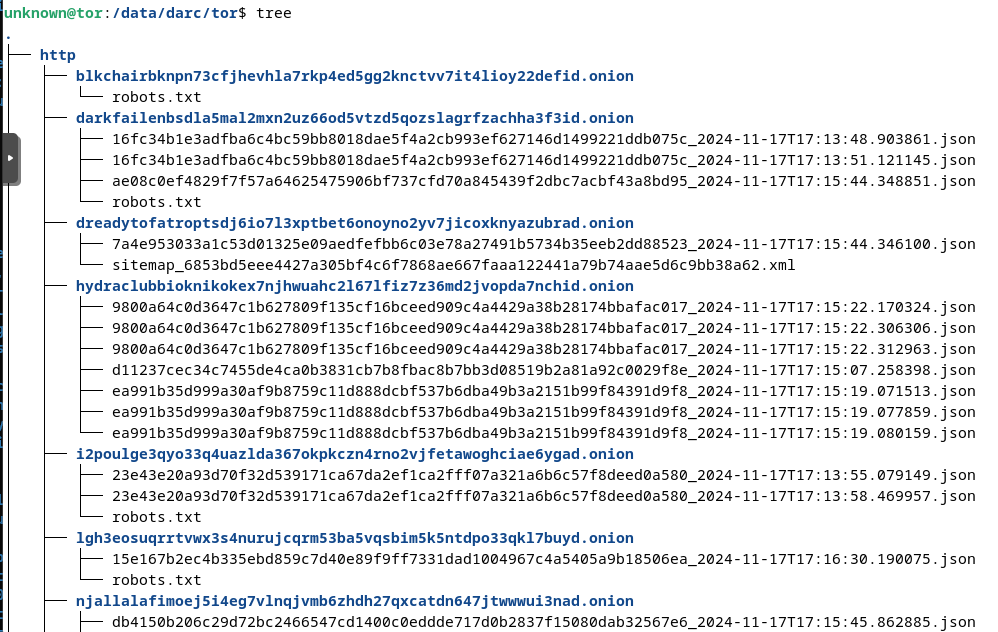 unknown@tor:/data/darc/tor$ tree
.
├── http
│   ├── blkchairbknpn73cfjhevhla7rkp4ed5gg2knctvv7it4lioy22defid.onion
│   │   └── robots.txt
│   ├── darkfailenbsdla5mal2mxn2uz66od5vtzd5qozslagrfzachha3f3id.onion
│   │   ├── 16fc34b1e3adfba6c4bc59bb8018dae5f4a2cb993ef627146d1499221ddb075c_2024-11-17T17:13:48.903861.json
│   │   ├── 16fc34b1e3adfba6c4bc59bb8018dae5f4a2cb993ef627146d1499221ddb075c_2024-11-17T17:13:51.121145.json
│   │   ├── ae08c0ef4829f7f57a64625475906bf737cfd70a845439f2dbc7acbf43a8bd95_2024-11-17T17:15:44.348851.json
│   │   └── robots.txt
│   ├── dreadytofatroptsdj6io7l3xptbet6onoyno2yv7jicoxknyazubrad.onion
│   │   ├── 7a4e953033a1c53d01325e09aedfefbb6c03e78a27491b5734b35eeb2dd88523_2024-11-17T17:15:44.346100.json
│   │   └── sitemap_6853bd5eee4427a305bf4c6f7868ae667faaa122441a79b74aae5d6c9bb38a62.xml
│   ├── hydraclubbioknikokex7njhwuahc2l67lfiz7z36md2jvopda7nchid.onion
│   │   ├── 9800a64c0d3647c1b627809f135cf16bceed909c4a4429a38b28174bbafac017_2024-11-17T17:15:22.170324.json
│   │   ├── 9800a64c0d3647c1b627809f135cf16bceed909c4a4429a38b28174bbafac017_2024-11-17T17:15:22.306306.json
│   │   ├── 9800a64c0d3647c1b627809f135cf16bceed909c4a4429a38b28174bbafac017_2024-11-17T17:15:22.312963.json
│   │   ├── d11237cec34c7455de4ca0b3831cb7b8fbac8b7bb3d08519b2a81a92c0029f8e_2024-11-17T17:15:07.258398.json
│   │   ├── ea991b35d999a30af9b8759c11d888dcbf537b6dba49b3a2151b99f84391d9f8_2024-11-17T17:15:19.071513.json
│   │   ├── ea991b35d999a30af9b8759c11d888dcbf537b6dba49b3a2151b99f84391d9f8_2024-11-17T17:15:19.077859.json
│   │   └── ea991b35d999a30af9b8759c11d888dcbf537b6dba49b3a2151b99f84391d9f8_2024-11-17T17:15:19.080159.json
│   ├── i2poulge3qyo33q4uazlda367okpkczn4rno2vjfetawoghciae6ygad.onion
│   │   ├── 23e43e20a93d70f32d539171ca67da2ef1ca2fff07a321a6b6c57f8deed0a580_2024-11-17T17:13:55.079149.json
│   │   ├── 23e43e20a93d70f32d539171ca67da2ef1ca2fff07a321a6b6c57f8deed0a580_2024-11-17T17:13:58.469957.json
│   │   └── robots.txt
│   ├── lgh3eosuqrrtvwx3s4nurujcqrm53ba5vqsbim5k5ntdpo33qkl7buyd.onion
│   │   ├── 15e167b2ec4b335ebd859c7d40e89f9ff7331dad1004967c4a5405a9b18506ea_2024-11-17T17:16:30.190075.json
│   │   └── robots.txt
│   ├── njallalafimoej5i4eg7vlnqjvmb6zhdh27qxcatdn647jtwwwui3nad.onion
│   │   ├── db4150b206c29d72bc2466547cd1400c0eddde717d0b2837f15080dab32567e6_2024-11-17T17:15:45.862885.json